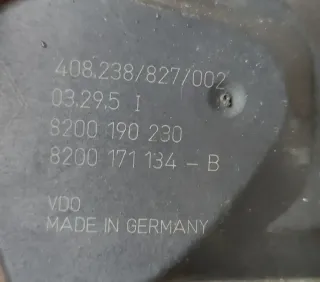 408.238/827/002
03.29.5 I
8200 190 230
8200 171 134 - B
VDO
MADE IN GERMANY